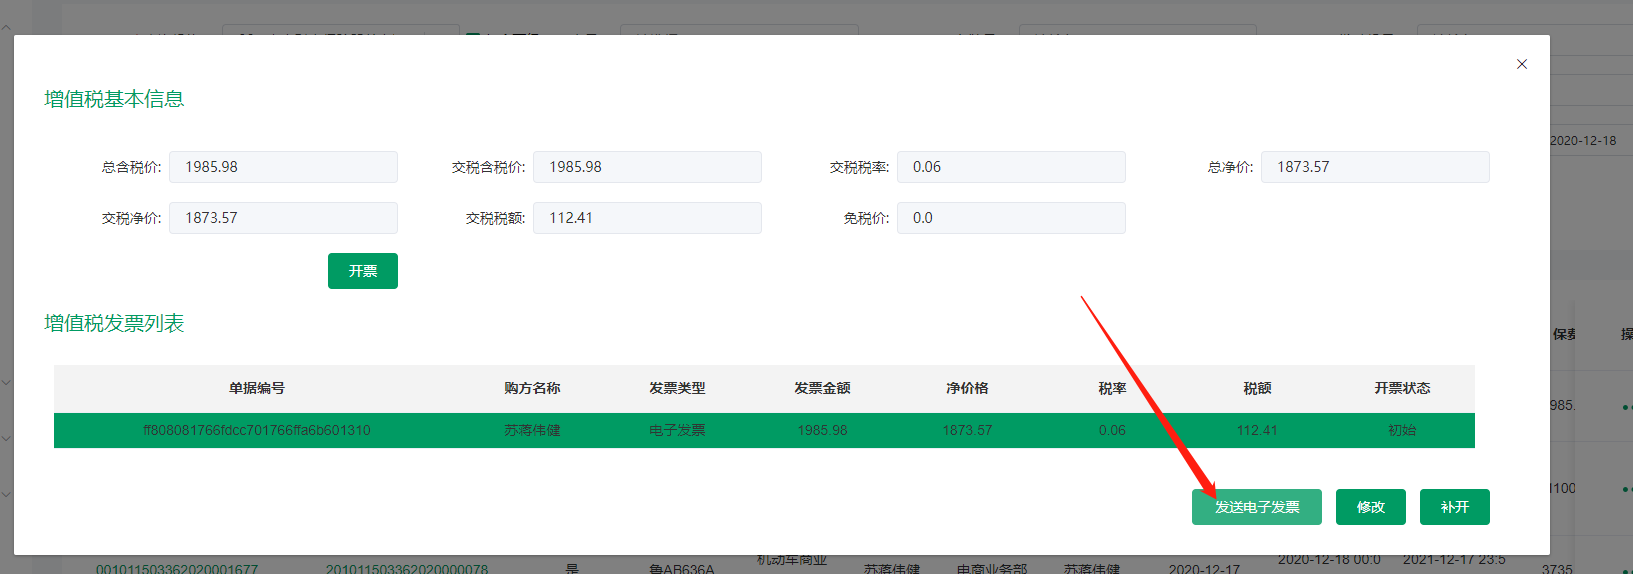 2020-12-18
增值税基本信息
总含税价: 1985.98 交税含税价: 1985.98 交税税率: 0.06 总净价: 1873.57
交税净价: 1873.57 交税税额: 112.41 免税价: 0.0
开票
增值税发票列表
保费 操
单据编号 购方名称 发票类型 发票金额 净价格 税率 税额 开票状态
985.
ff808081766fdcc701766ffa6b601310 苏蒋伟健 电子发票 1985.98 1873.57 0.06 112.41 初始
1100
发送电子发票 修改 补开
机动车商业 2020-12-18 00:0 2021-12-17 23:5
001011503362020001677 201011503362020000078 是 鲁AB636A 苏蒋伟健 电商业务部 苏蒋伟健 2020-12-17 3735